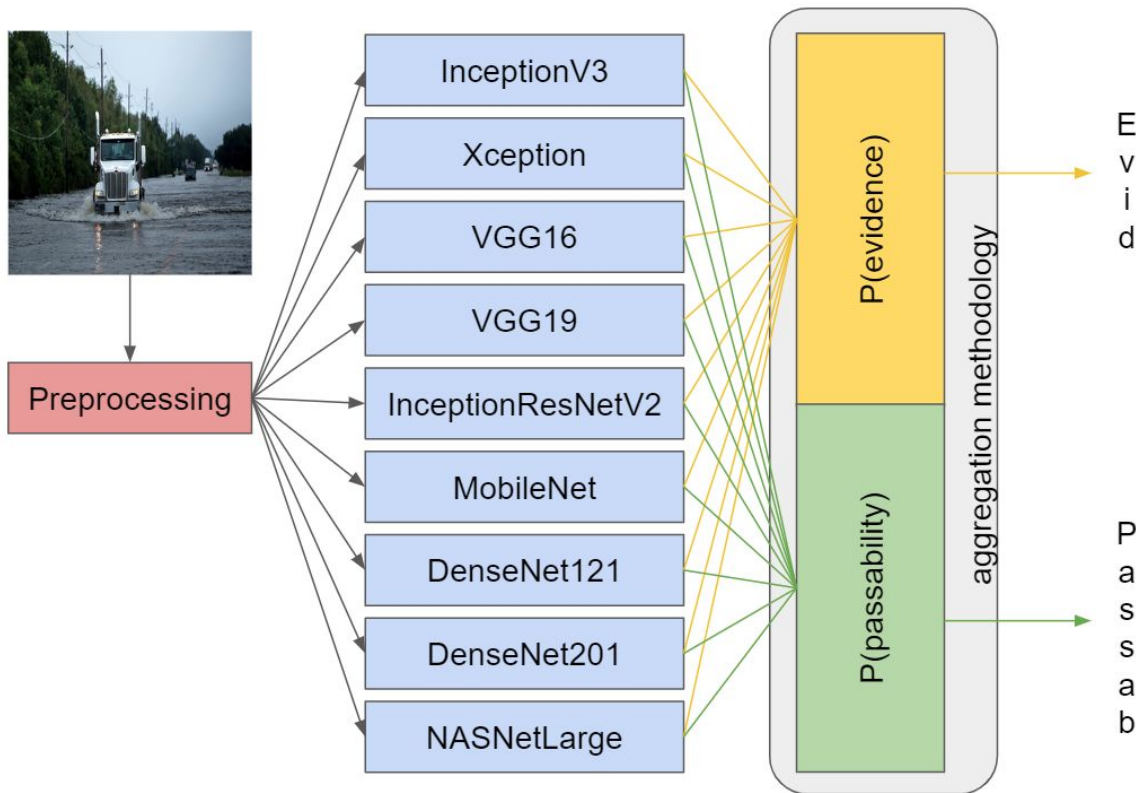 Preprocessing
InceptionV3
Xception
VGG16
VGG19
InceptionResNetV2
MobileNet
DenseNet121
DenseNet201
NASNetLarge
P(evidence)
P(passability)
aggregation methodology
E
v
i
d
P
a
s
s
a
b